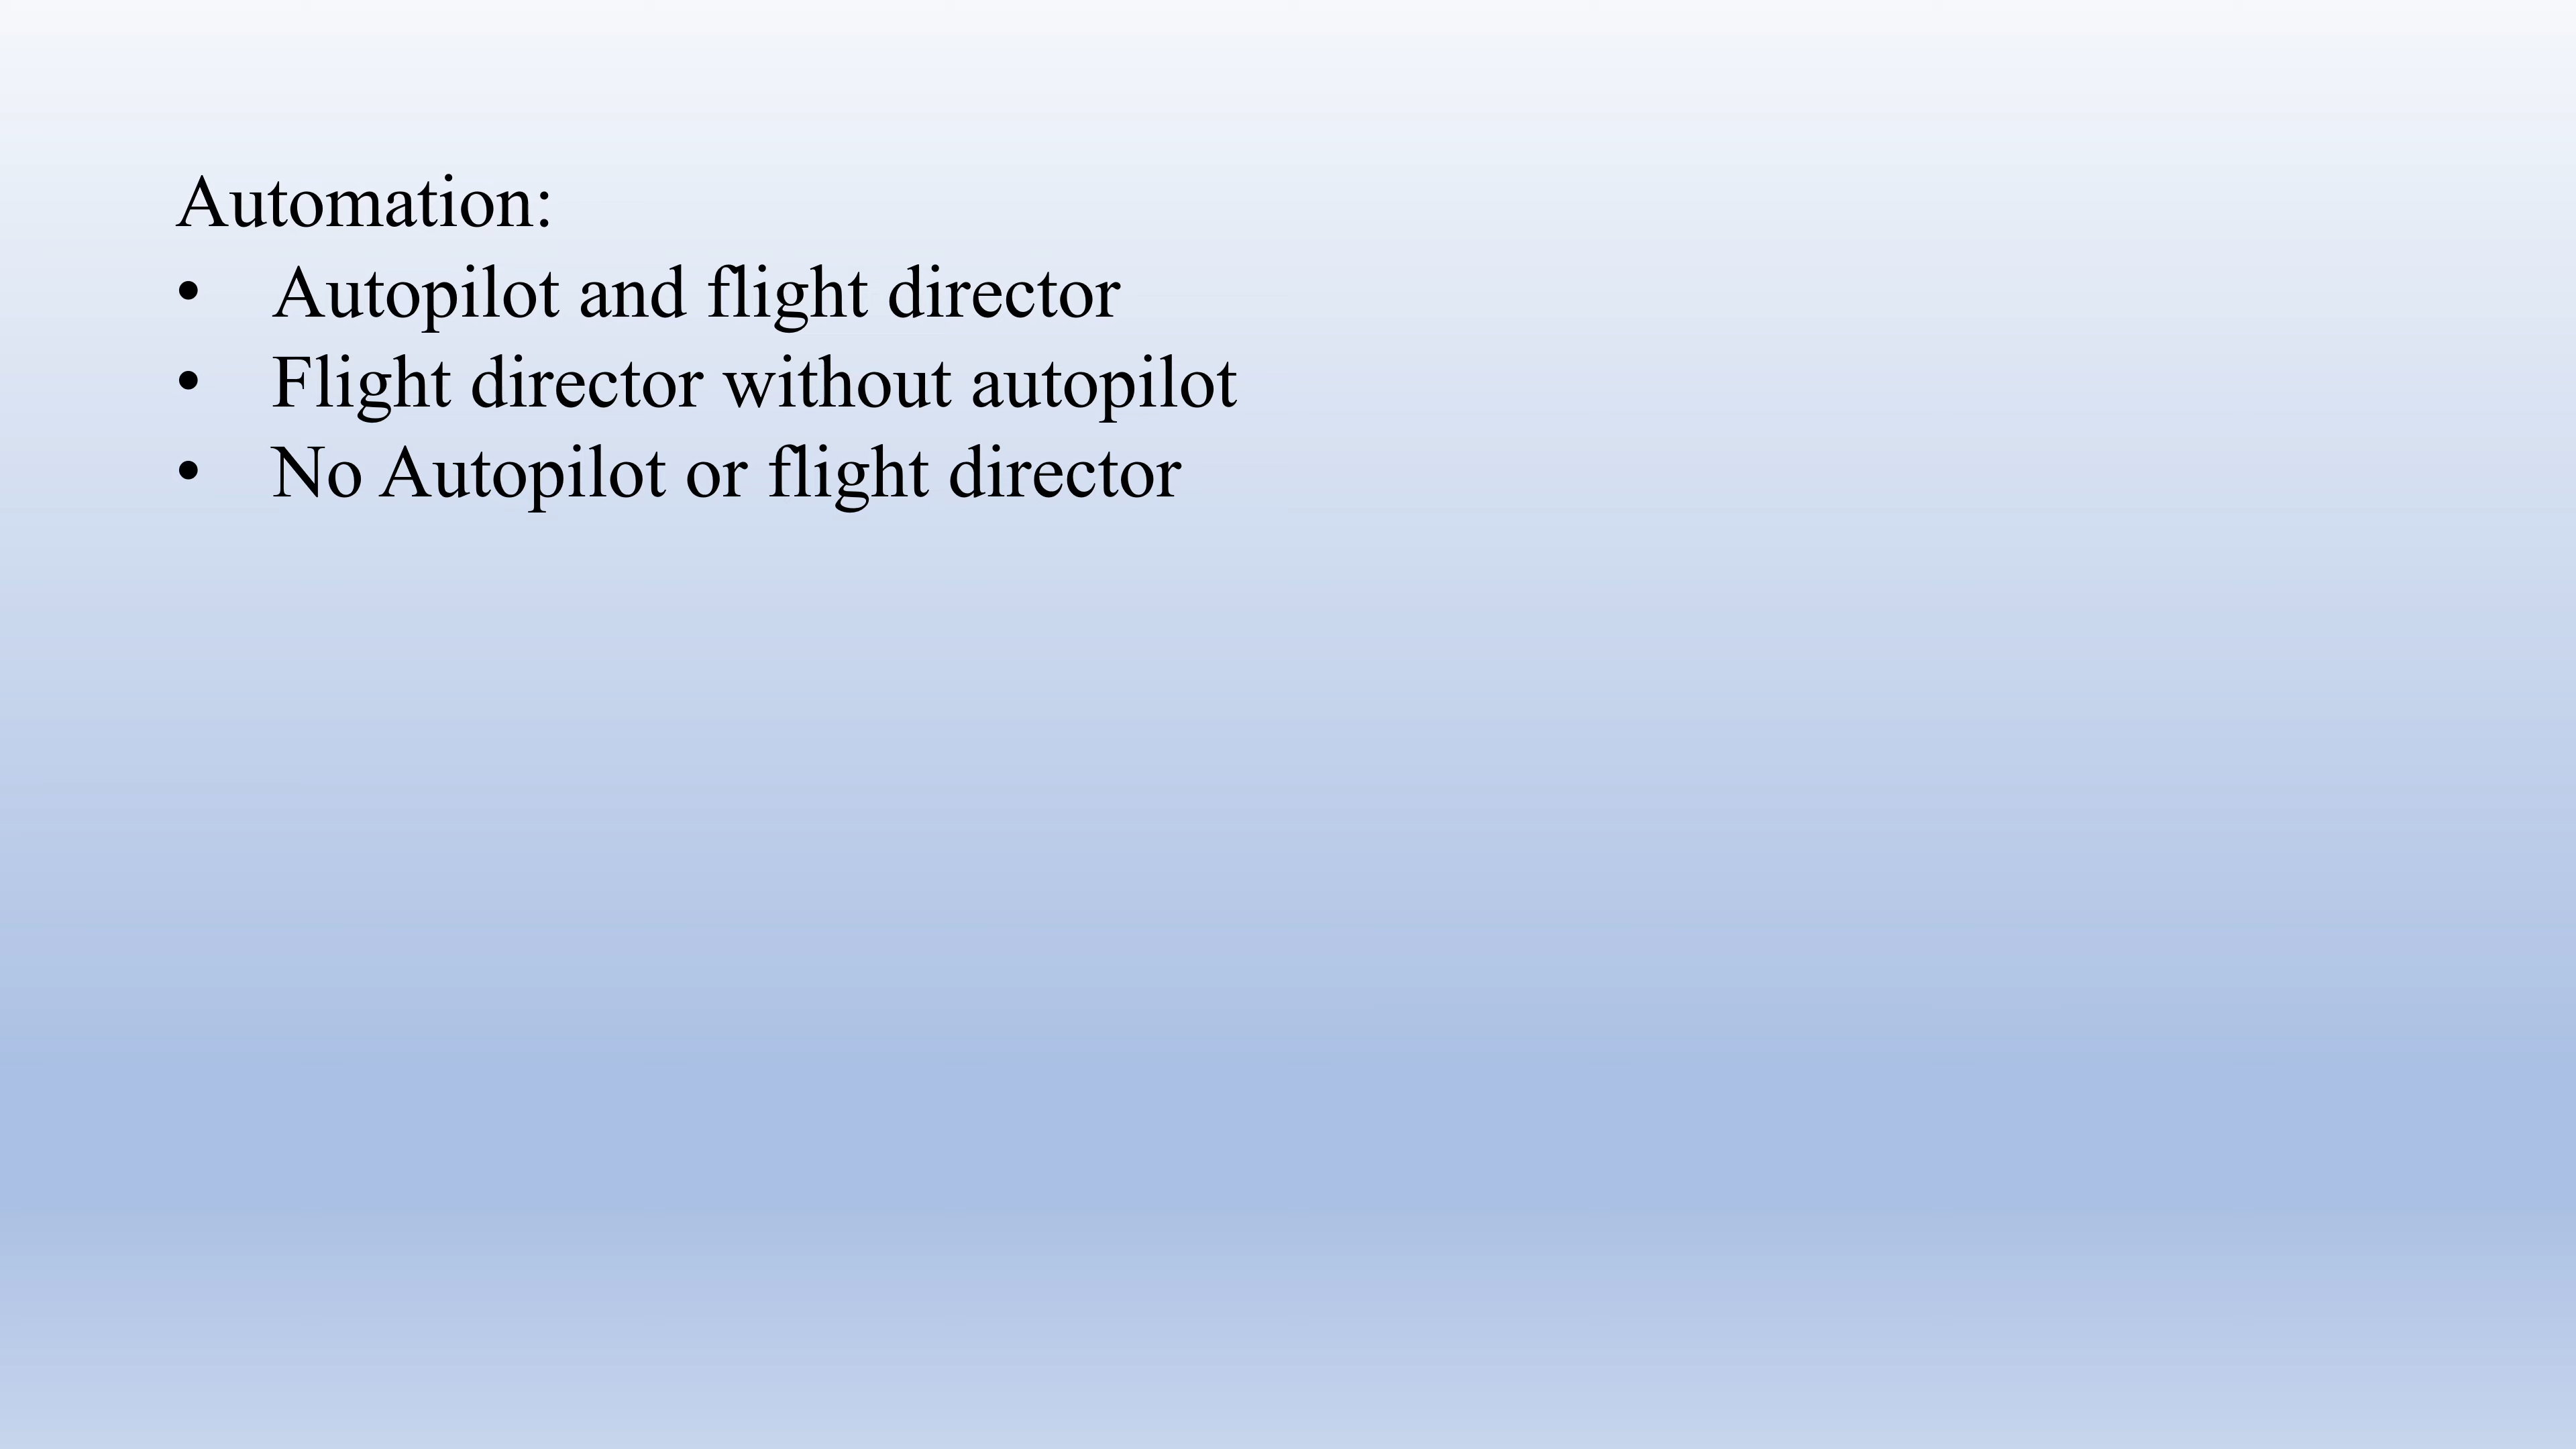 Automation:
• Autopilot and flight director
• Flight director without autopilot
• No Autopilot or flight director